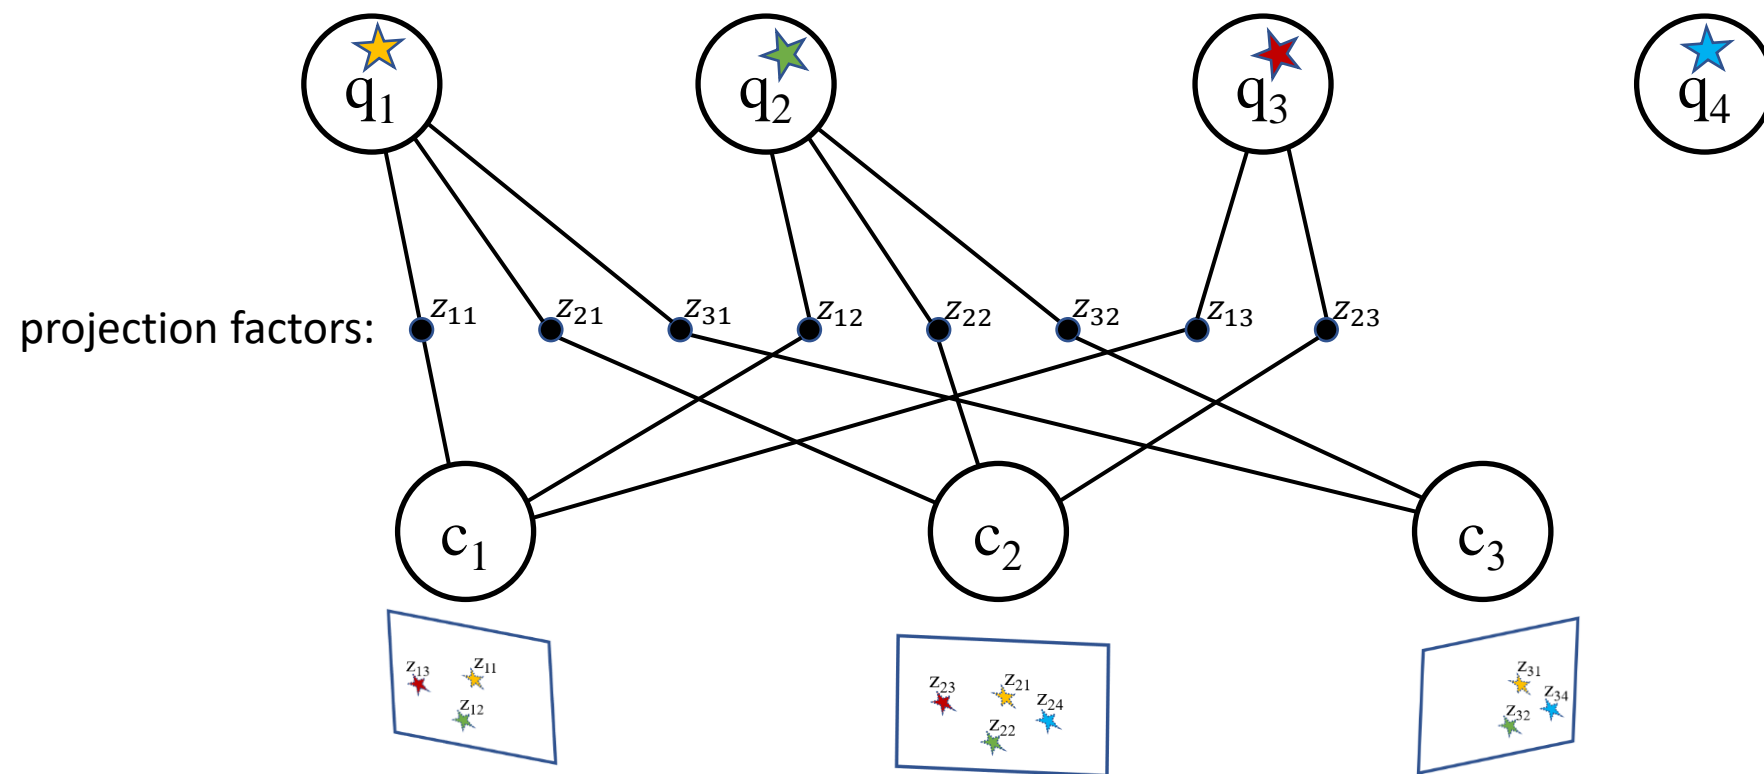 q₁ q₂ q₃ q₄
projection factors: z₁₁ z₂₁ z₃₁ z₁₂ z₂₂ z₃₂ z₁₃ z₂₃
c₁ c₂ c₃
z₁₃ z₁₁
z₁₂
z₂₃ z₂₁
z₂₄
z₂₂
z₃₁
z₃₄
z₃₂